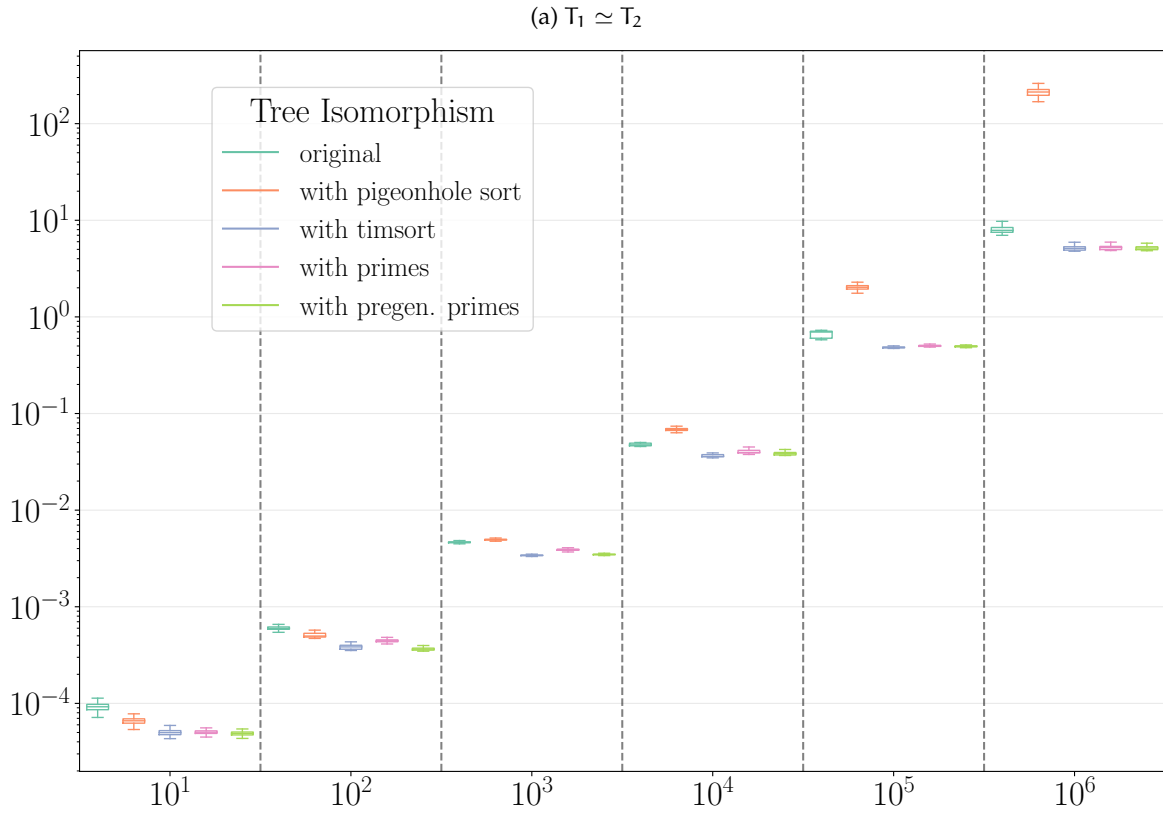 (a) T₁ ≃ T₂
Tree Isomorphism
original
with pigeonhole sort
with timsort
with primes
with pregen. primes
10²
10¹
10⁰
10⁻¹
10⁻²
10⁻³
10⁻⁴
10¹ 10² 10³ 10⁴ 10⁵ 10⁶